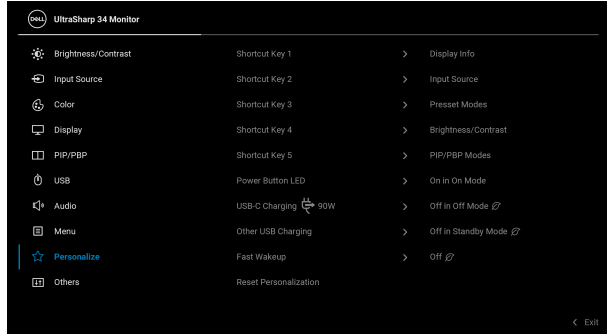 DELL UltraSharp 34 Monitor
Brightness/Contrast Shortcut Key 1 > Display Info
Input Source Shortcut Key 2 > Input Source
Color Shortcut Key 3 > Presset Modes
Display Shortcut Key 4 > Brightness/Contrast
PIP/PBP Shortcut Key 5 > PIP/PBP Modes
USB Power Button LED > On in On Mode
Audio USB-C Charging 90W > Off in Off Mode
Menu Other USB Charging > Off in Standby Mode
Personalize Fast Wakeup > Off
Others Reset Personalization
< Exit